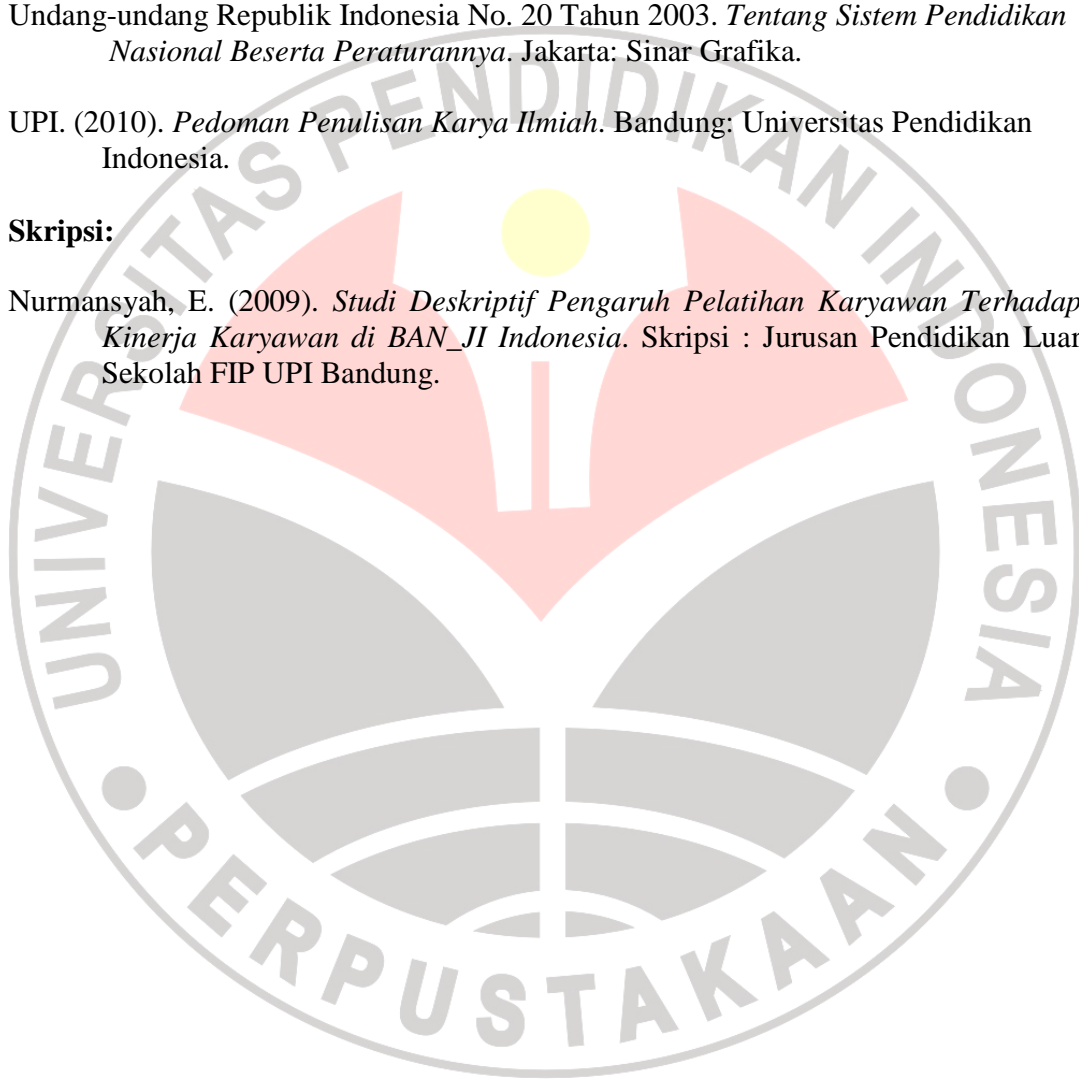 Undang-undang Republik Indonesia No. 20 Tahun 2003. Tentang Sistem Pendidikan
Nasional Beserta Peraturannya. Jakarta: Sinar Grafika.
UPI. (2010). Pedoman Penulisan Karya Ilmiah. Bandung: Universitas Pendidikan
Indonesia.
Skripsi:
Nurmansyah, E. (2009). Studi Deskriptif Pengaruh Pelatihan Karyawan Terhadap
Kinerja Karyawan di BAN_JI Indonesia. Skripsi : Jurusan Pendidikan Luar
Sekolah FIP UPI Bandung.
UNIVERSITAS PENDIDIKAN INDONESIA
PERPUSTAKAAN